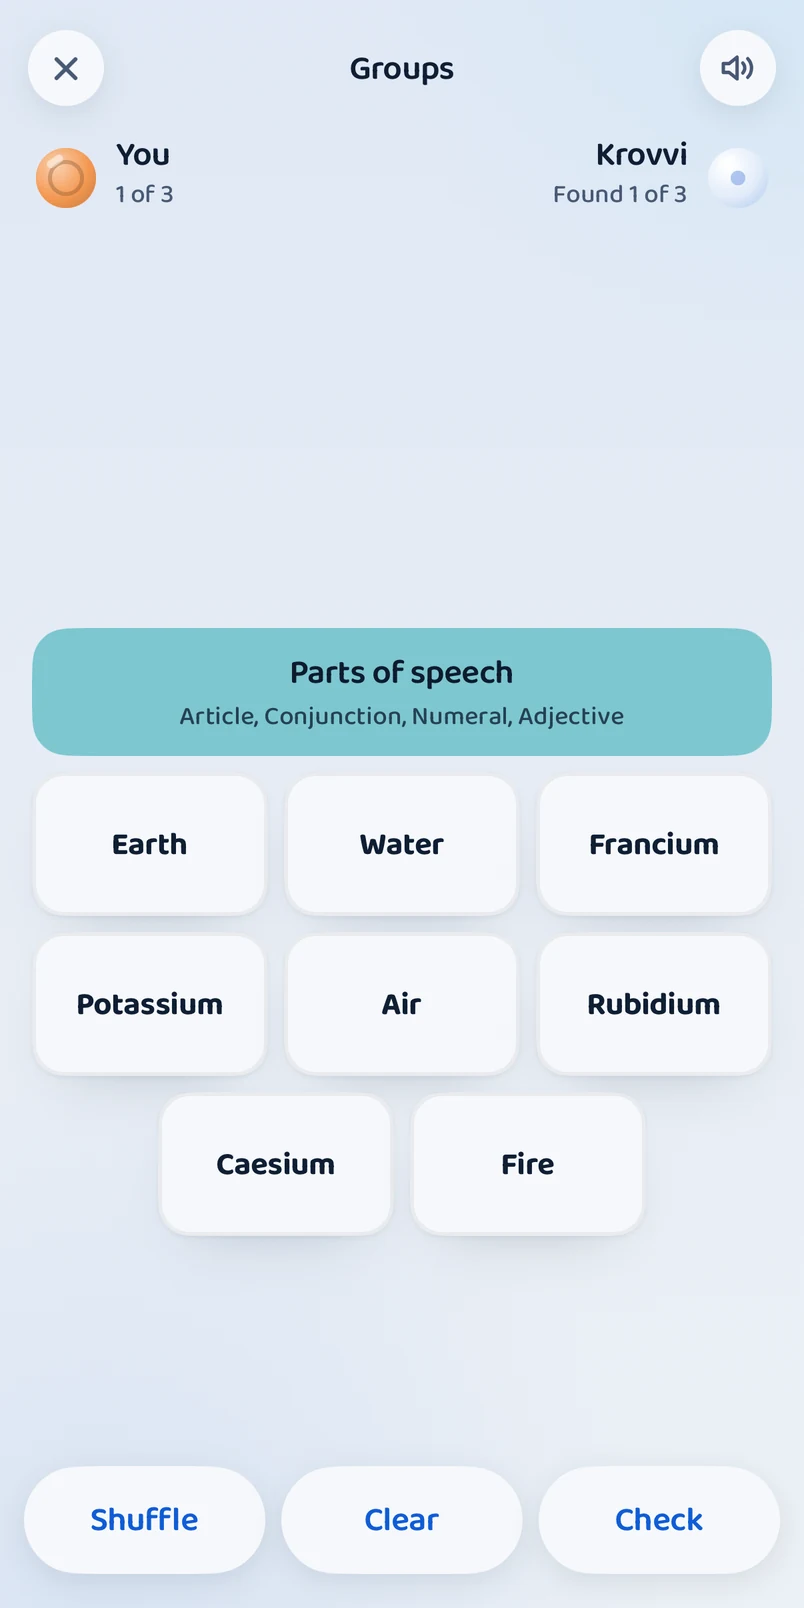 Groups
You
1 of 3
Krovvi
Found 1 of 3
Parts of speech
Article, Conjunction, Numeral, Adjective
Earth
Water
Francium
Potassium
Air
Rubidium
Caesium
Fire
Shuffle
Clear
Check